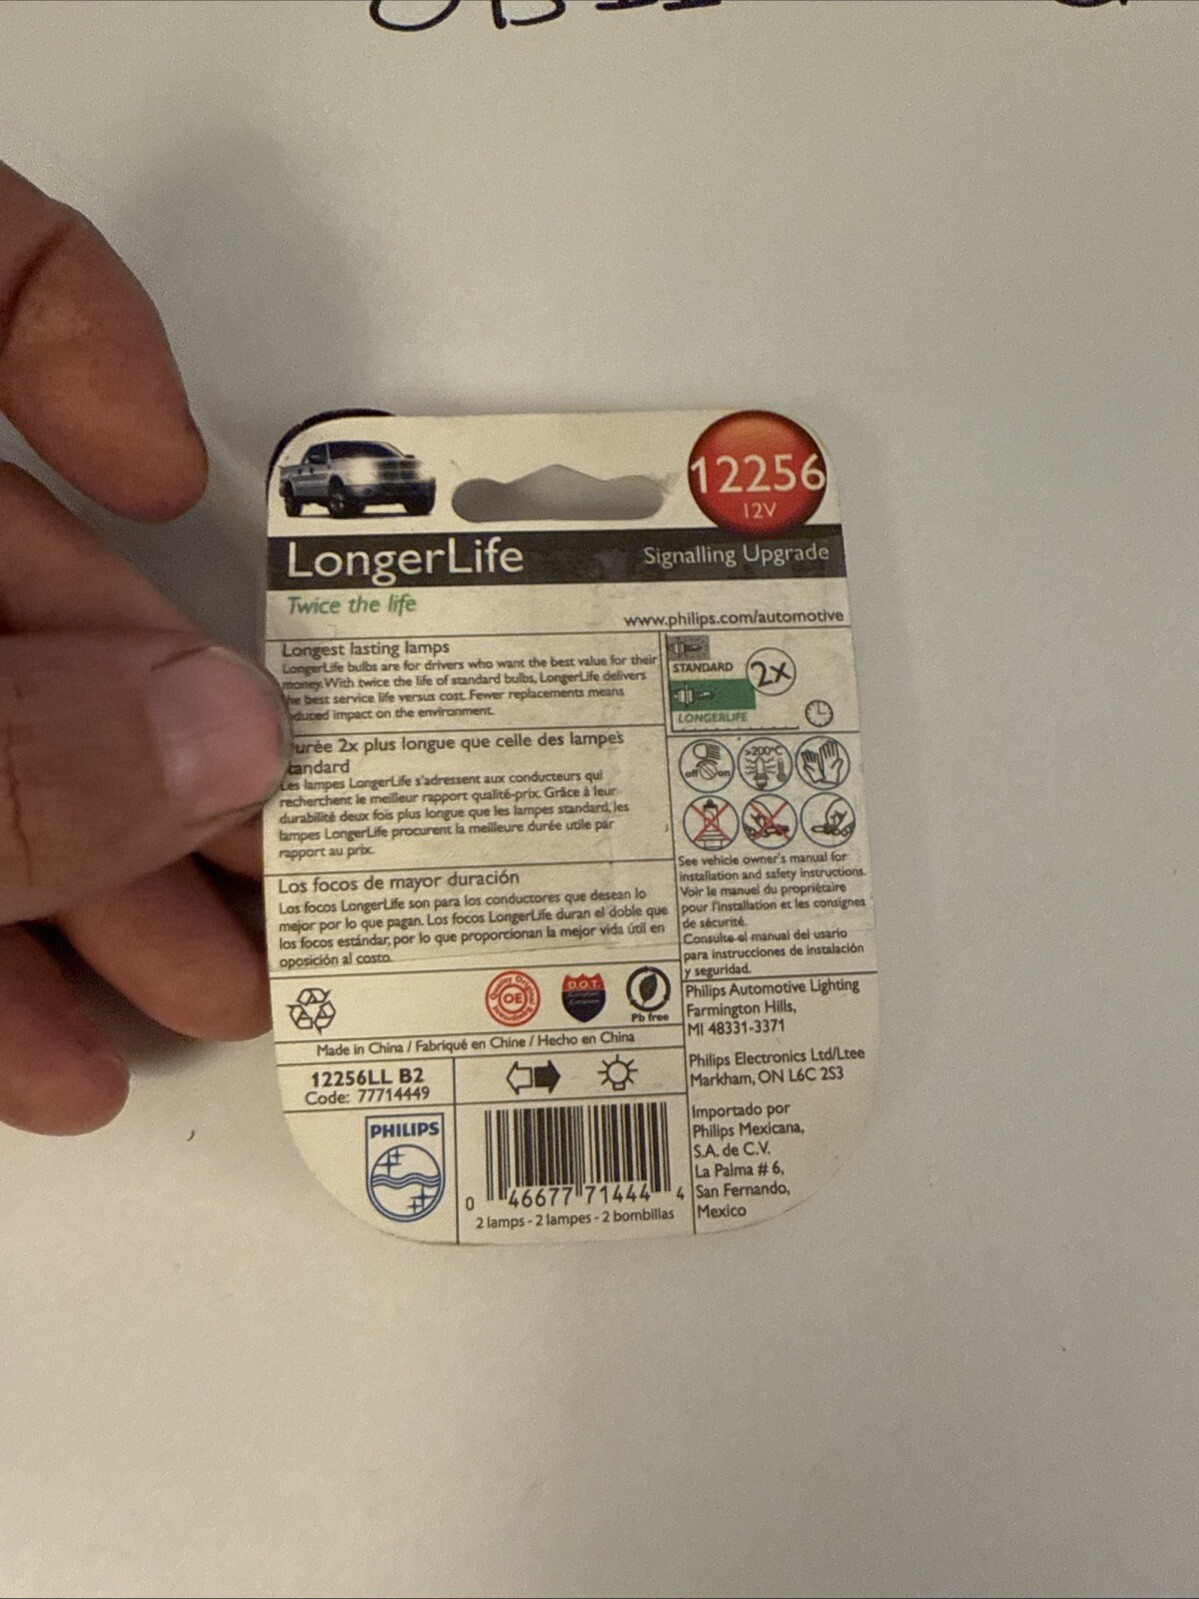 12256
12V
LongerLife
Signalling Upgrade
Twice the life
www.philips.com/automotive
Longest lasting lamps
LongerLife bulbs are for drivers who want the best value for their
money. With twice the life of standard bulbs, LongerLife delivers
he best service life versus cost. Fewer replacements means
duced impact on the environment.
urée 2x plus longue que celle des lampes
tandard
Les lampes LongerLife s'adressent aux conducteurs qui
recherchent le meilleur rapport qualité-prix. Grâce à leur
durabilité deux fois plus longue que les lampes standard, les
lampes LongerLife procurent la meilleure durée utile par
rapport au prix.
Los focos de mayor duración
Los focos LongerLife son para los conductores que desean lo
mejor por lo que pagan. Los focos LongerLife duran el doble que
los focos estándar, por lo que proporcionan la mejor vida útil en
oposición al costo.
STANDARD
2x
LONGERLIFE
off on
>200°C
See vehicle owner's manual for
installation and safety instructions.
Voir le manuel du propriétaire
pour l'installation et les consignes
de sécurité.
Consulte el manual del usario
para instrucciones de instalación
y seguridad.
OE
D.O.T.
Pb free
Made in China / Fabriqué en Chine / Hecho en China
12256LL B2
Code: 77714449
PHILIPS
0 46677 71444 4
2 lamps - 2 lampes - 2 bombillas
Philips Automotive Lighting
Farmington Hills,
MI 48331-3371
Philips Electronics Ltd/Ltee
Markham, ON L6C 2S3
Importado por
Philips Mexicana,
S.A. de C.V.
La Palma # 6,
San Fernando,
Mexico